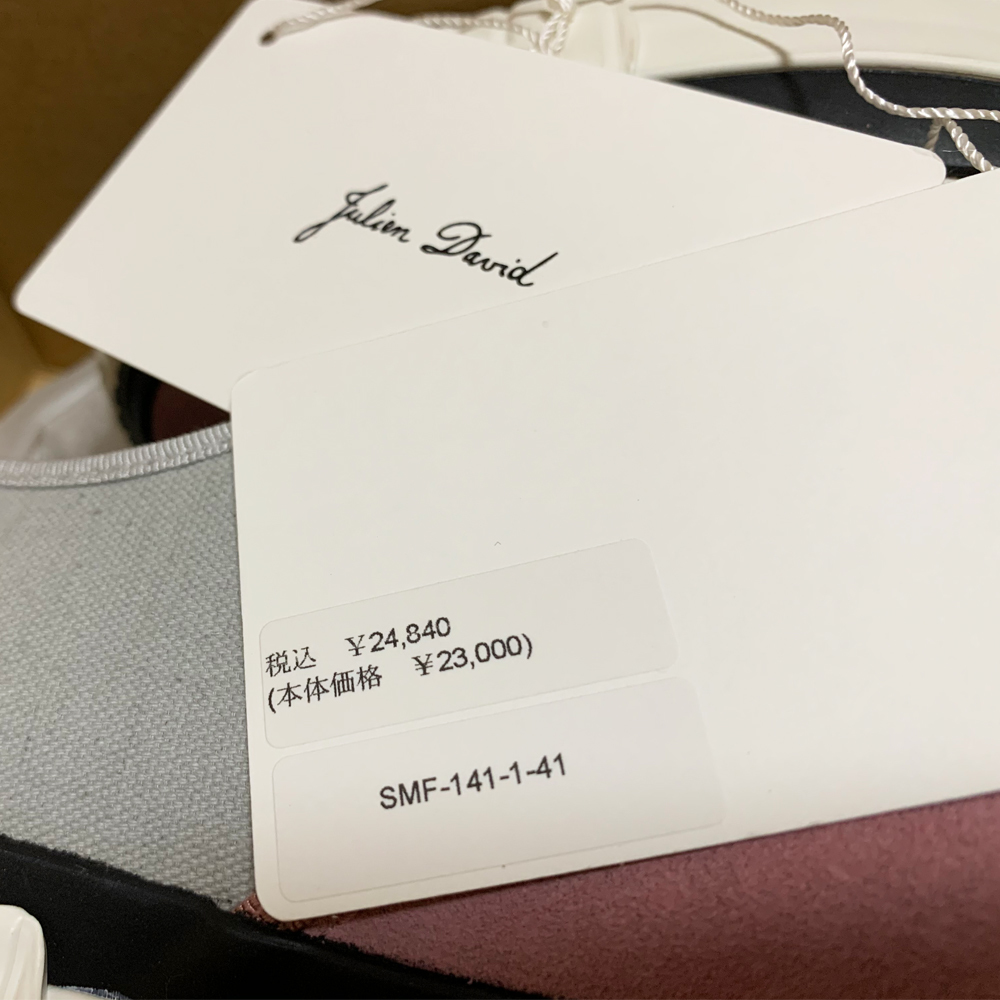 Julien David
税込　￥24,840
(本体価格　￥23,000)
SMF-141-1-41